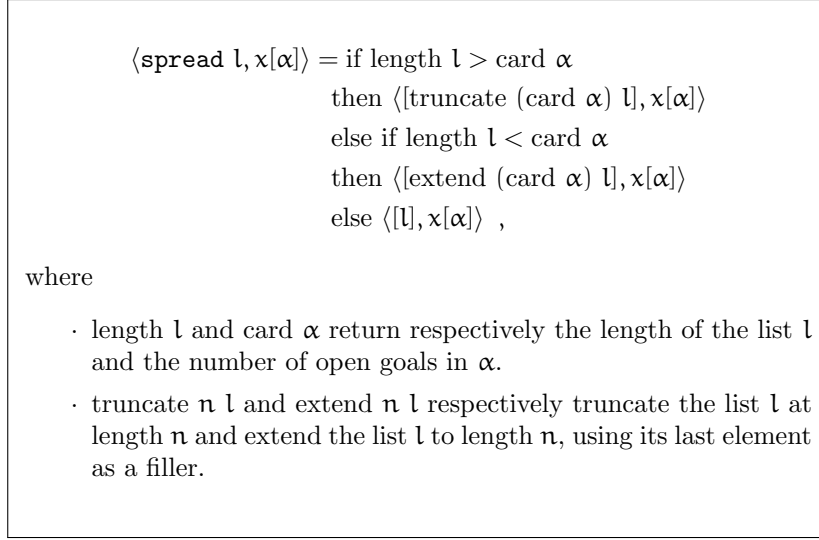 ⟨spread l, x[α]⟩ = if length l > card α
then ⟨[truncate (card α) l], x[α]⟩
else if length l < card α
then ⟨[extend (card α) l], x[α]⟩
else ⟨[l], x[α]⟩ ,
where
· length l and card α return respectively the length of the list l
and the number of open goals in α.
· truncate n l and extend n l respectively truncate the list l at
length n and extend the list l to length n, using its last element
as a filler.